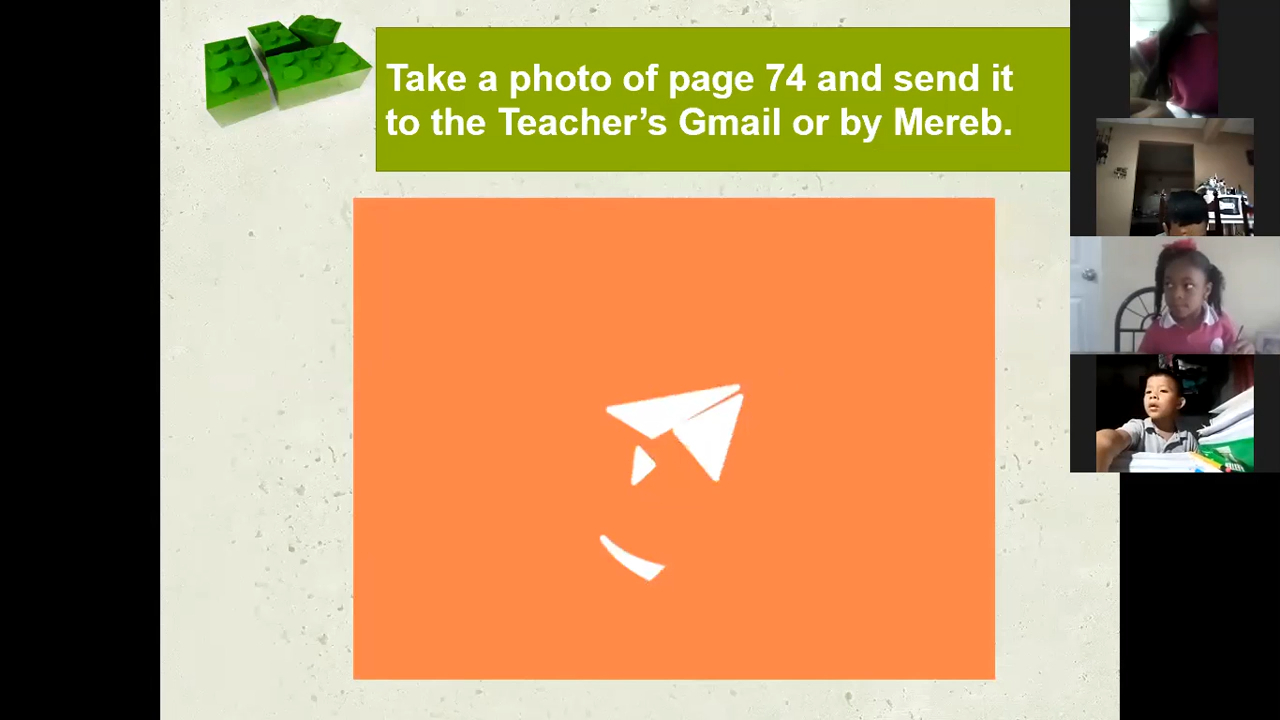 Take a photo of page 74 and send it
to the Teacher’s Gmail or by Mereb.